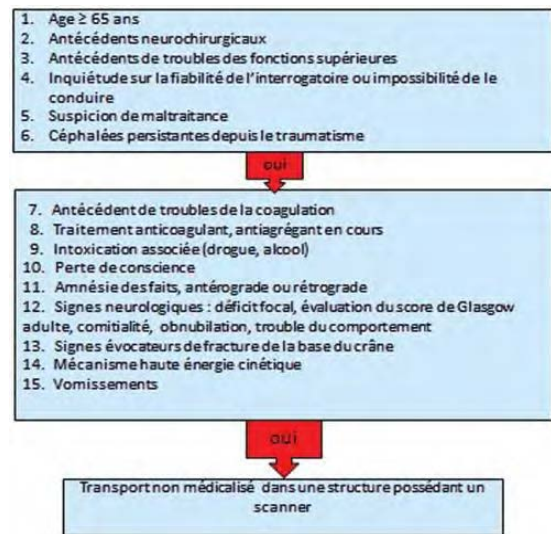 1. Age ≥ 65 ans
2. Antécédents neurochirurgicaux
3. Antécédents de troubles des fonctions supérieures
4. Inquiétude sur la fiabilité de l'interrogatoire ou impossibilité de le
conduire
5. Suspicion de maltraitance
6. Céphalées persistantes depuis le traumatisme
oui
7. Antécédent de troubles de la coagulation
8. Traitement anticoagulant, antiagrégant en cours
9. Intoxication associée (drogue, alcool)
10. Perte de conscience
11. Amnésie des faits, antérograde ou rétrograde
12. Signes neurologiques : déficit focal, évaluation du score de Glasgow
adulte, comitialité, obnubilation, trouble du comportement
13. Signes évocateurs de fracture de la base du crâne
14. Mécanisme haute énergie cinétique
15. Vomissements
oui
Transport non médicalisé dans une structure possédant un
scanner